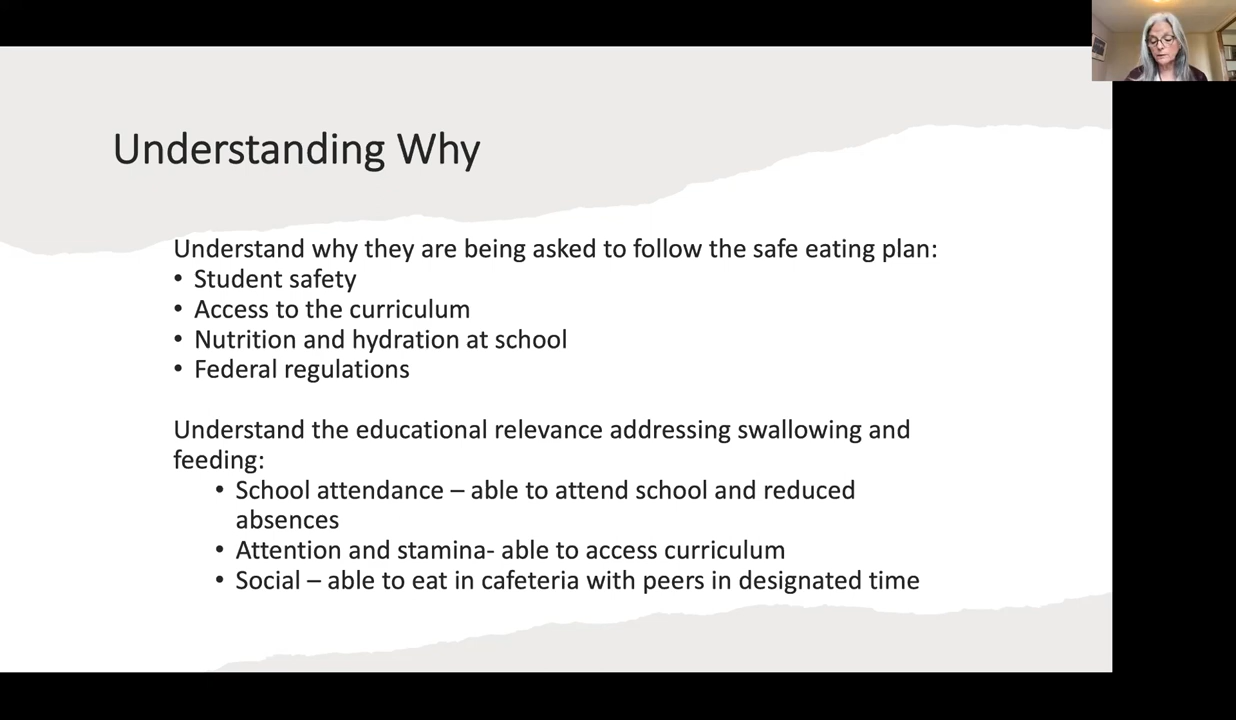 Understanding Why
Understand why they are being asked to follow the safe eating plan:
• Student safety
• Access to the curriculum
• Nutrition and hydration at school
• Federal regulations
Understand the educational relevance addressing swallowing and
feeding:
• School attendance – able to attend school and reduced
absences
• Attention and stamina- able to access curriculum
• Social – able to eat in cafeteria with peers in designated time